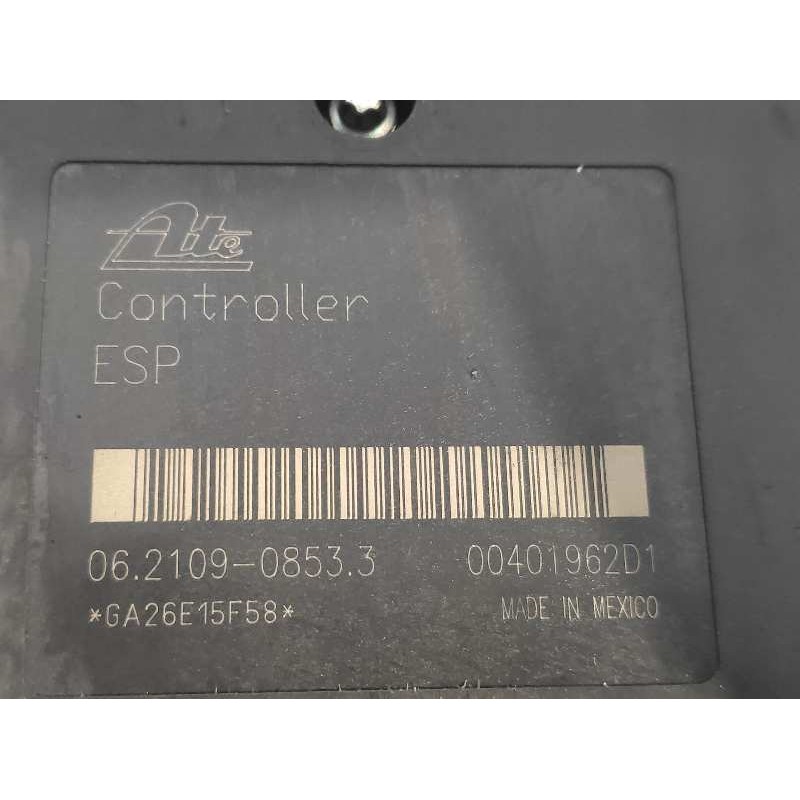 Ate
Controller
ESP
06.2109-0853.3 00401962D1
*GA26E15F58* MADE IN MEXICO